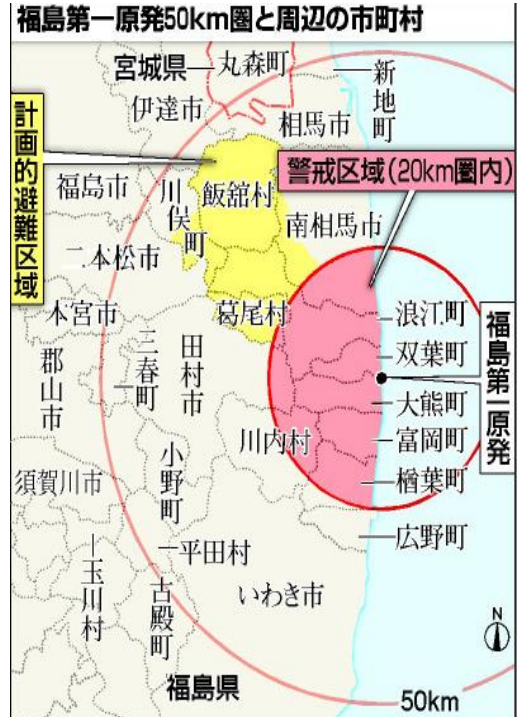 福島第一原発50km圏と周辺の市町村
宮城県
丸森町
新地町
伊達市
相馬市
計画的避難区域
警戒区域(20km圏内)
福島市
川俣町
飯舘村
南相馬市
二本松市
葛尾村
浪江町
本宮市
双葉町
福島第一原発
郡山市
三春町
田村市
大熊町
川内村
富岡町
小野町
須賀川市
楢葉町
広野町
平田村
玉川村
古殿町
いわき市
N
福島県
50km